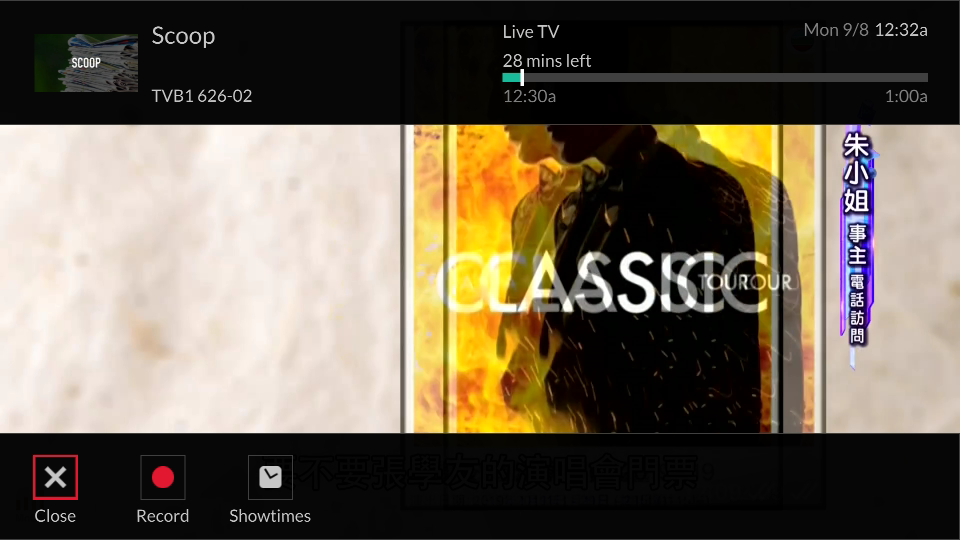 SCOOP
Scoop
TVB1 626-02
Live TV
28 mins left
12:30a
1:00a
Mon 9/8 12:32a
CLASSIC TOUR
朱小姐
事主 電話訪問
不要張學友的演唱會門票
Close
Record
Showtimes